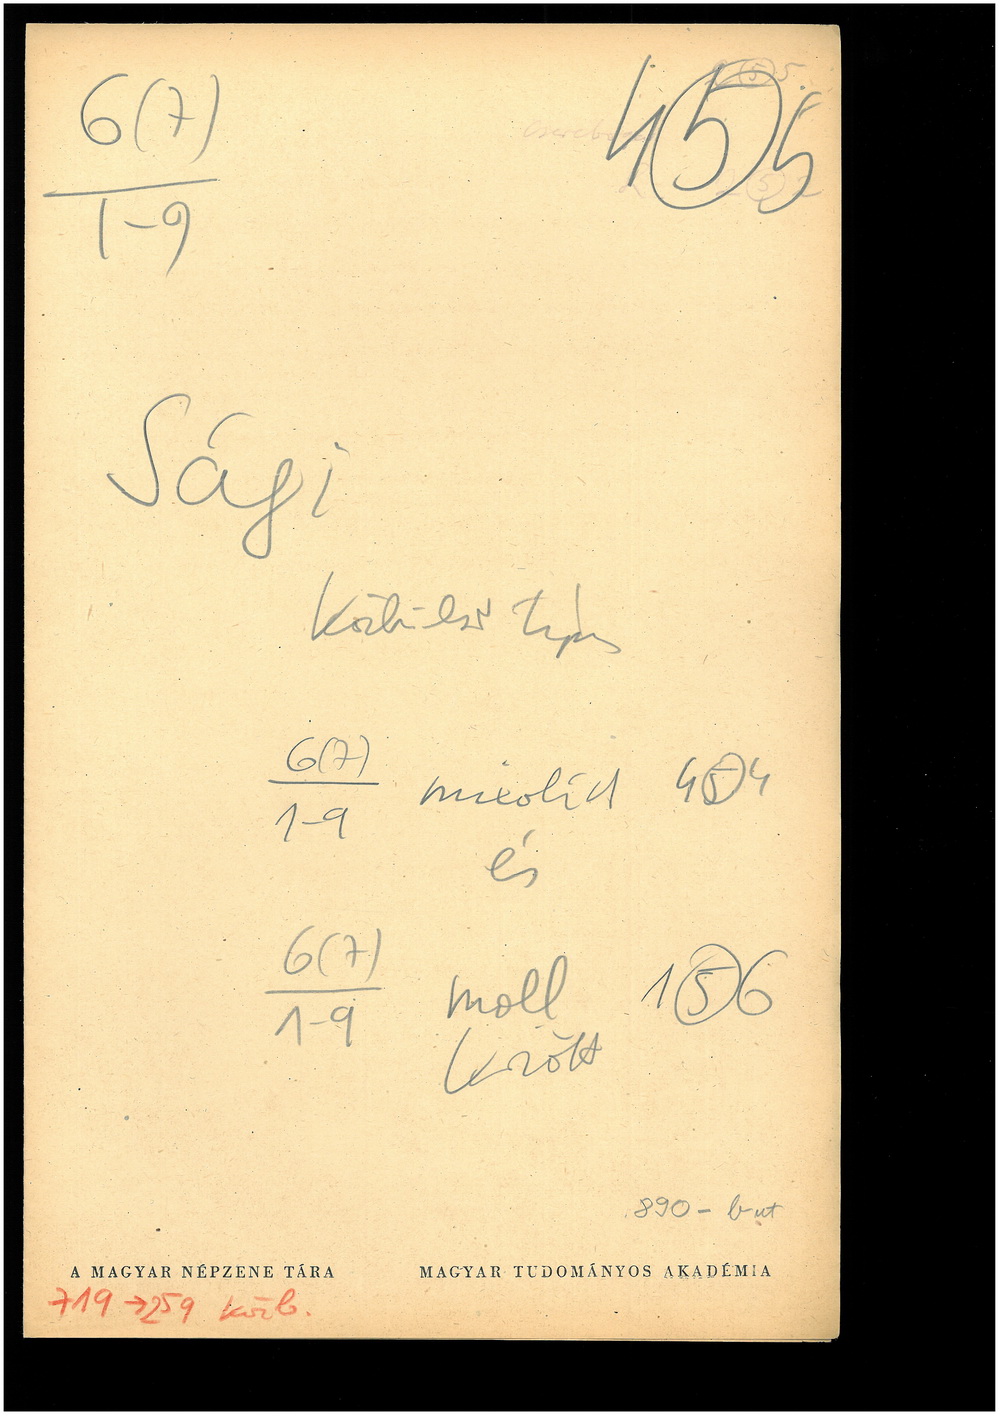 6(7)
1-9
4(5)5
Sági
Közbülső típus
6(7)
1-9
mixolíd 4(5)4
és
6(7)
1-9
moll 1(5)6
között
890 -
A MAGYAR NÉPZENE TÁRA MAGYAR TUDOMÁNYOS AKADÉMIA
719 → 259 közb.